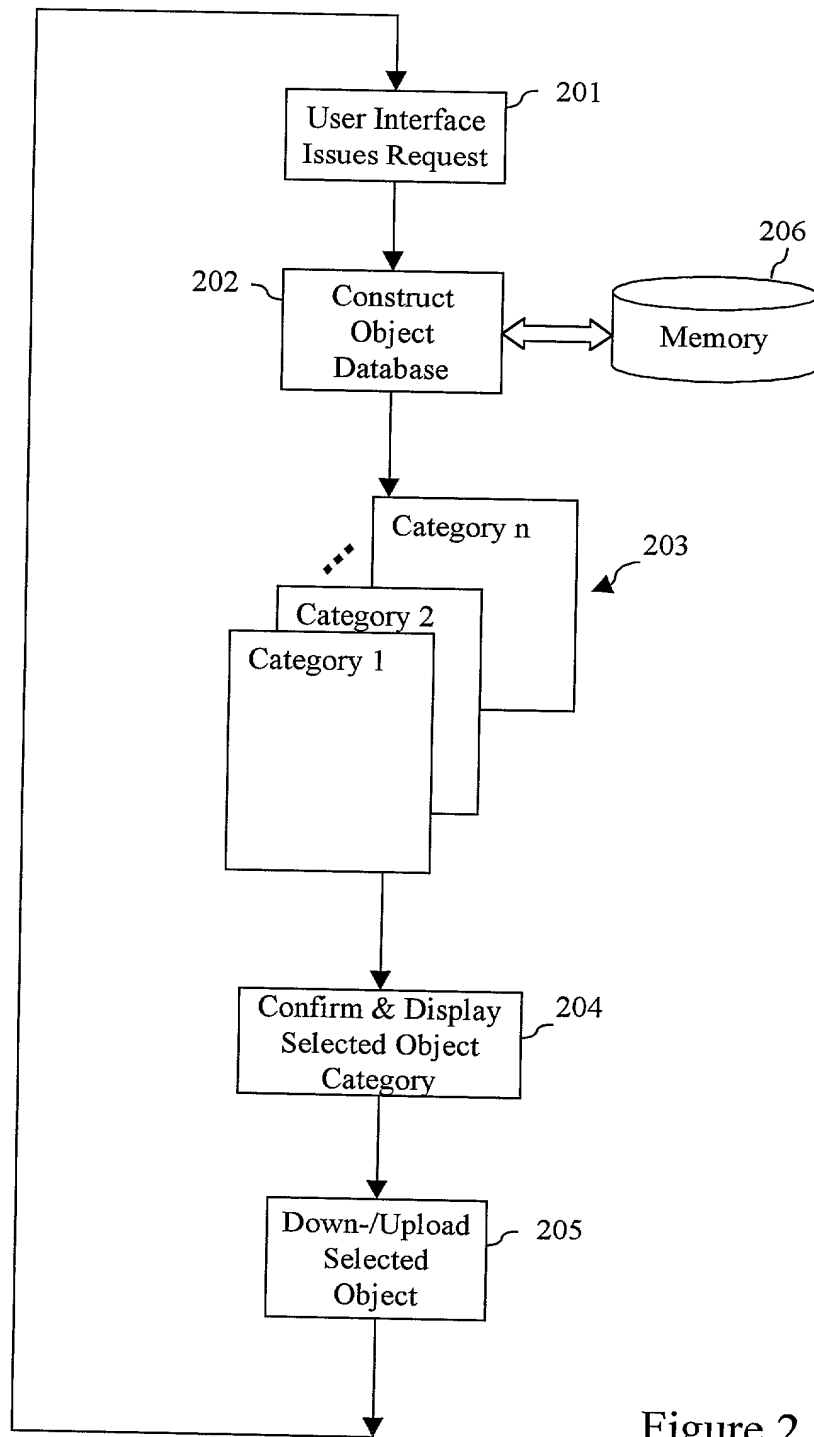 201
User Interface
Issues Request
206
202
Construct
Object
Database
Memory
Category n
203
Category 2
Category 1
Confirm & Display
Selected Object
Category
204
Down-/Upload
Selected
Object
205
Figure 2